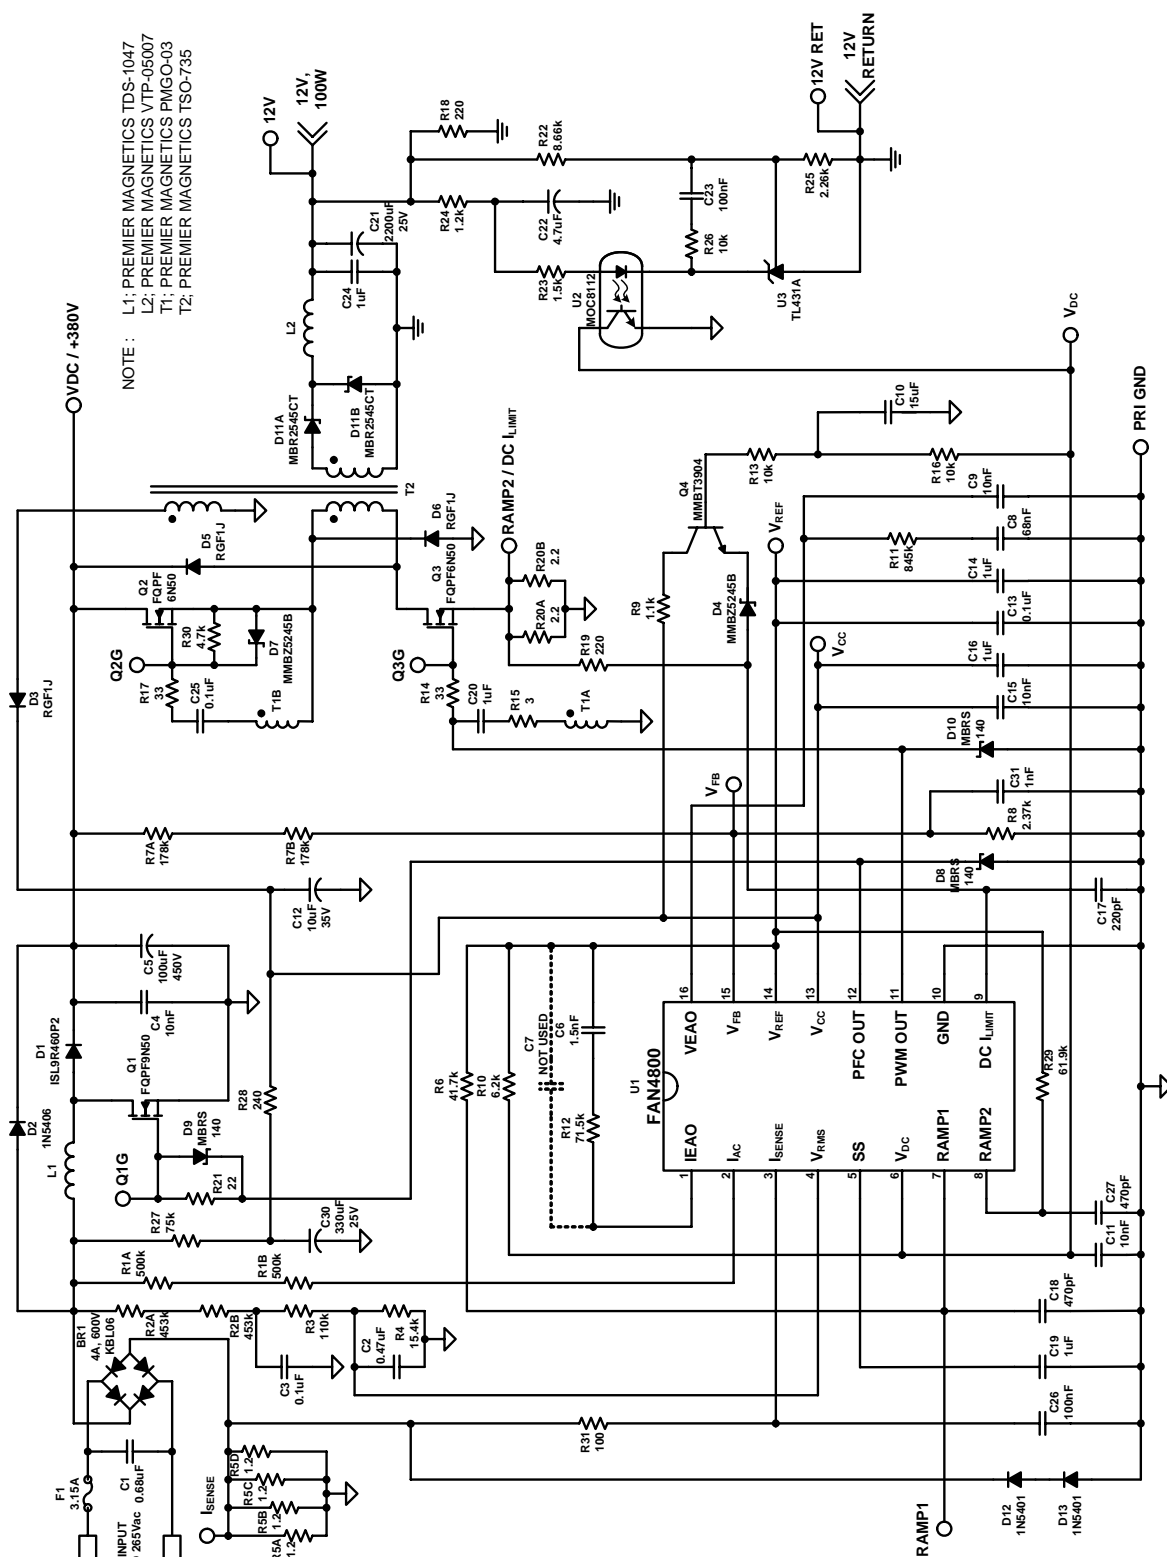 NOTE : L1; PREMIER MAGNETICS TDS-1047
L2; PREMIER MAGNETICS VTP-05007
T1; PREMIER MAGNETICS PMGO-03
T2; PREMIER MAGNETICS TSO-735
INPUT
265Vac
F1
3.15A
C1
0.68uF
BR1
4A, 600V
KBL06
ISENSE
R5A
1.2
R5B
1.2
R5C
1.2
R5D
1.2
R2A
453k
R2B
453k
R3
110k
R4
15.4k
C3
0.1uF
C2
0.47uF
R1A
500k
R1B
500k
R27
75k
C30
330uF
25V
L1
D2
1N5406
D1
ISL9R460P2
Q1G
R21
22
D9
MBRS
140
Q1
FQPF9N50
R28
240
C4
10nF
C5
100uF
450V
C12
10uF
35V
R7A
178k
R7B
178k
D3
RGF1J
VDC / +380V
Q2G
R17
33
C25
0.1uF
T1B
R30
4.7k
D7
MMBZ5245B
Q2
FQPF
6N50
D5
RGF1J
T2
D6
RGF1J
Q3
FQPF6N50
Q3G
R14
33
C20
1uF
R15
3
T1A
RAMP2 / DC ILIMIT
R20A
2.2
R20B
2.2
R19
220
D11A
MBR2545CT
D11B
MBR2545CT
L2
C24
1uF
C21
2200uF
25V
12V
12V,
100W
R18
220
R24
1.2k
R22
8.66k
C22
4.7uF
R23
1.5k
U2
MOC8112
R26
10k
C23
100nF
U3
TL431A
R25
2.26k
12V RET
12V
RETURN
R9
1.1k
Q4
MMBT3904
D4
MMBZ5245B
R13
10k
R16
10k
C10
15uF
VDC
VREF
VCC
VFB
R6
41.7k
R10
6.2k
C7
NOT USED
C6
1.5nF
R12
71.5k
U1
FAN4800
1 IEAO
2 IAC
3 ISENSE
4 VRMS
5 SS
6 VDC
7 RAMP1
8 RAMP2
16 VEAO
15 VFB
14 VREF
13 VCC
12 PFC OUT
11 PWM OUT
10 GND
9 DC ILIMIT
R29
61.9k
R31
100
RAMP1
D12
1N5401
D13
1N5401
C26
100nF
C19
1uF
C18
470pF
C11
10nF
C27
470pF
C17
220pF
D8
MBRS
140
R8
2.37k
C31
1nF
D10
MBRS
140
C15
10nF
C16
1uF
C13
0.1uF
C14
1uF
R11
845k
C8
68nF
C9
10nF
PRI GND